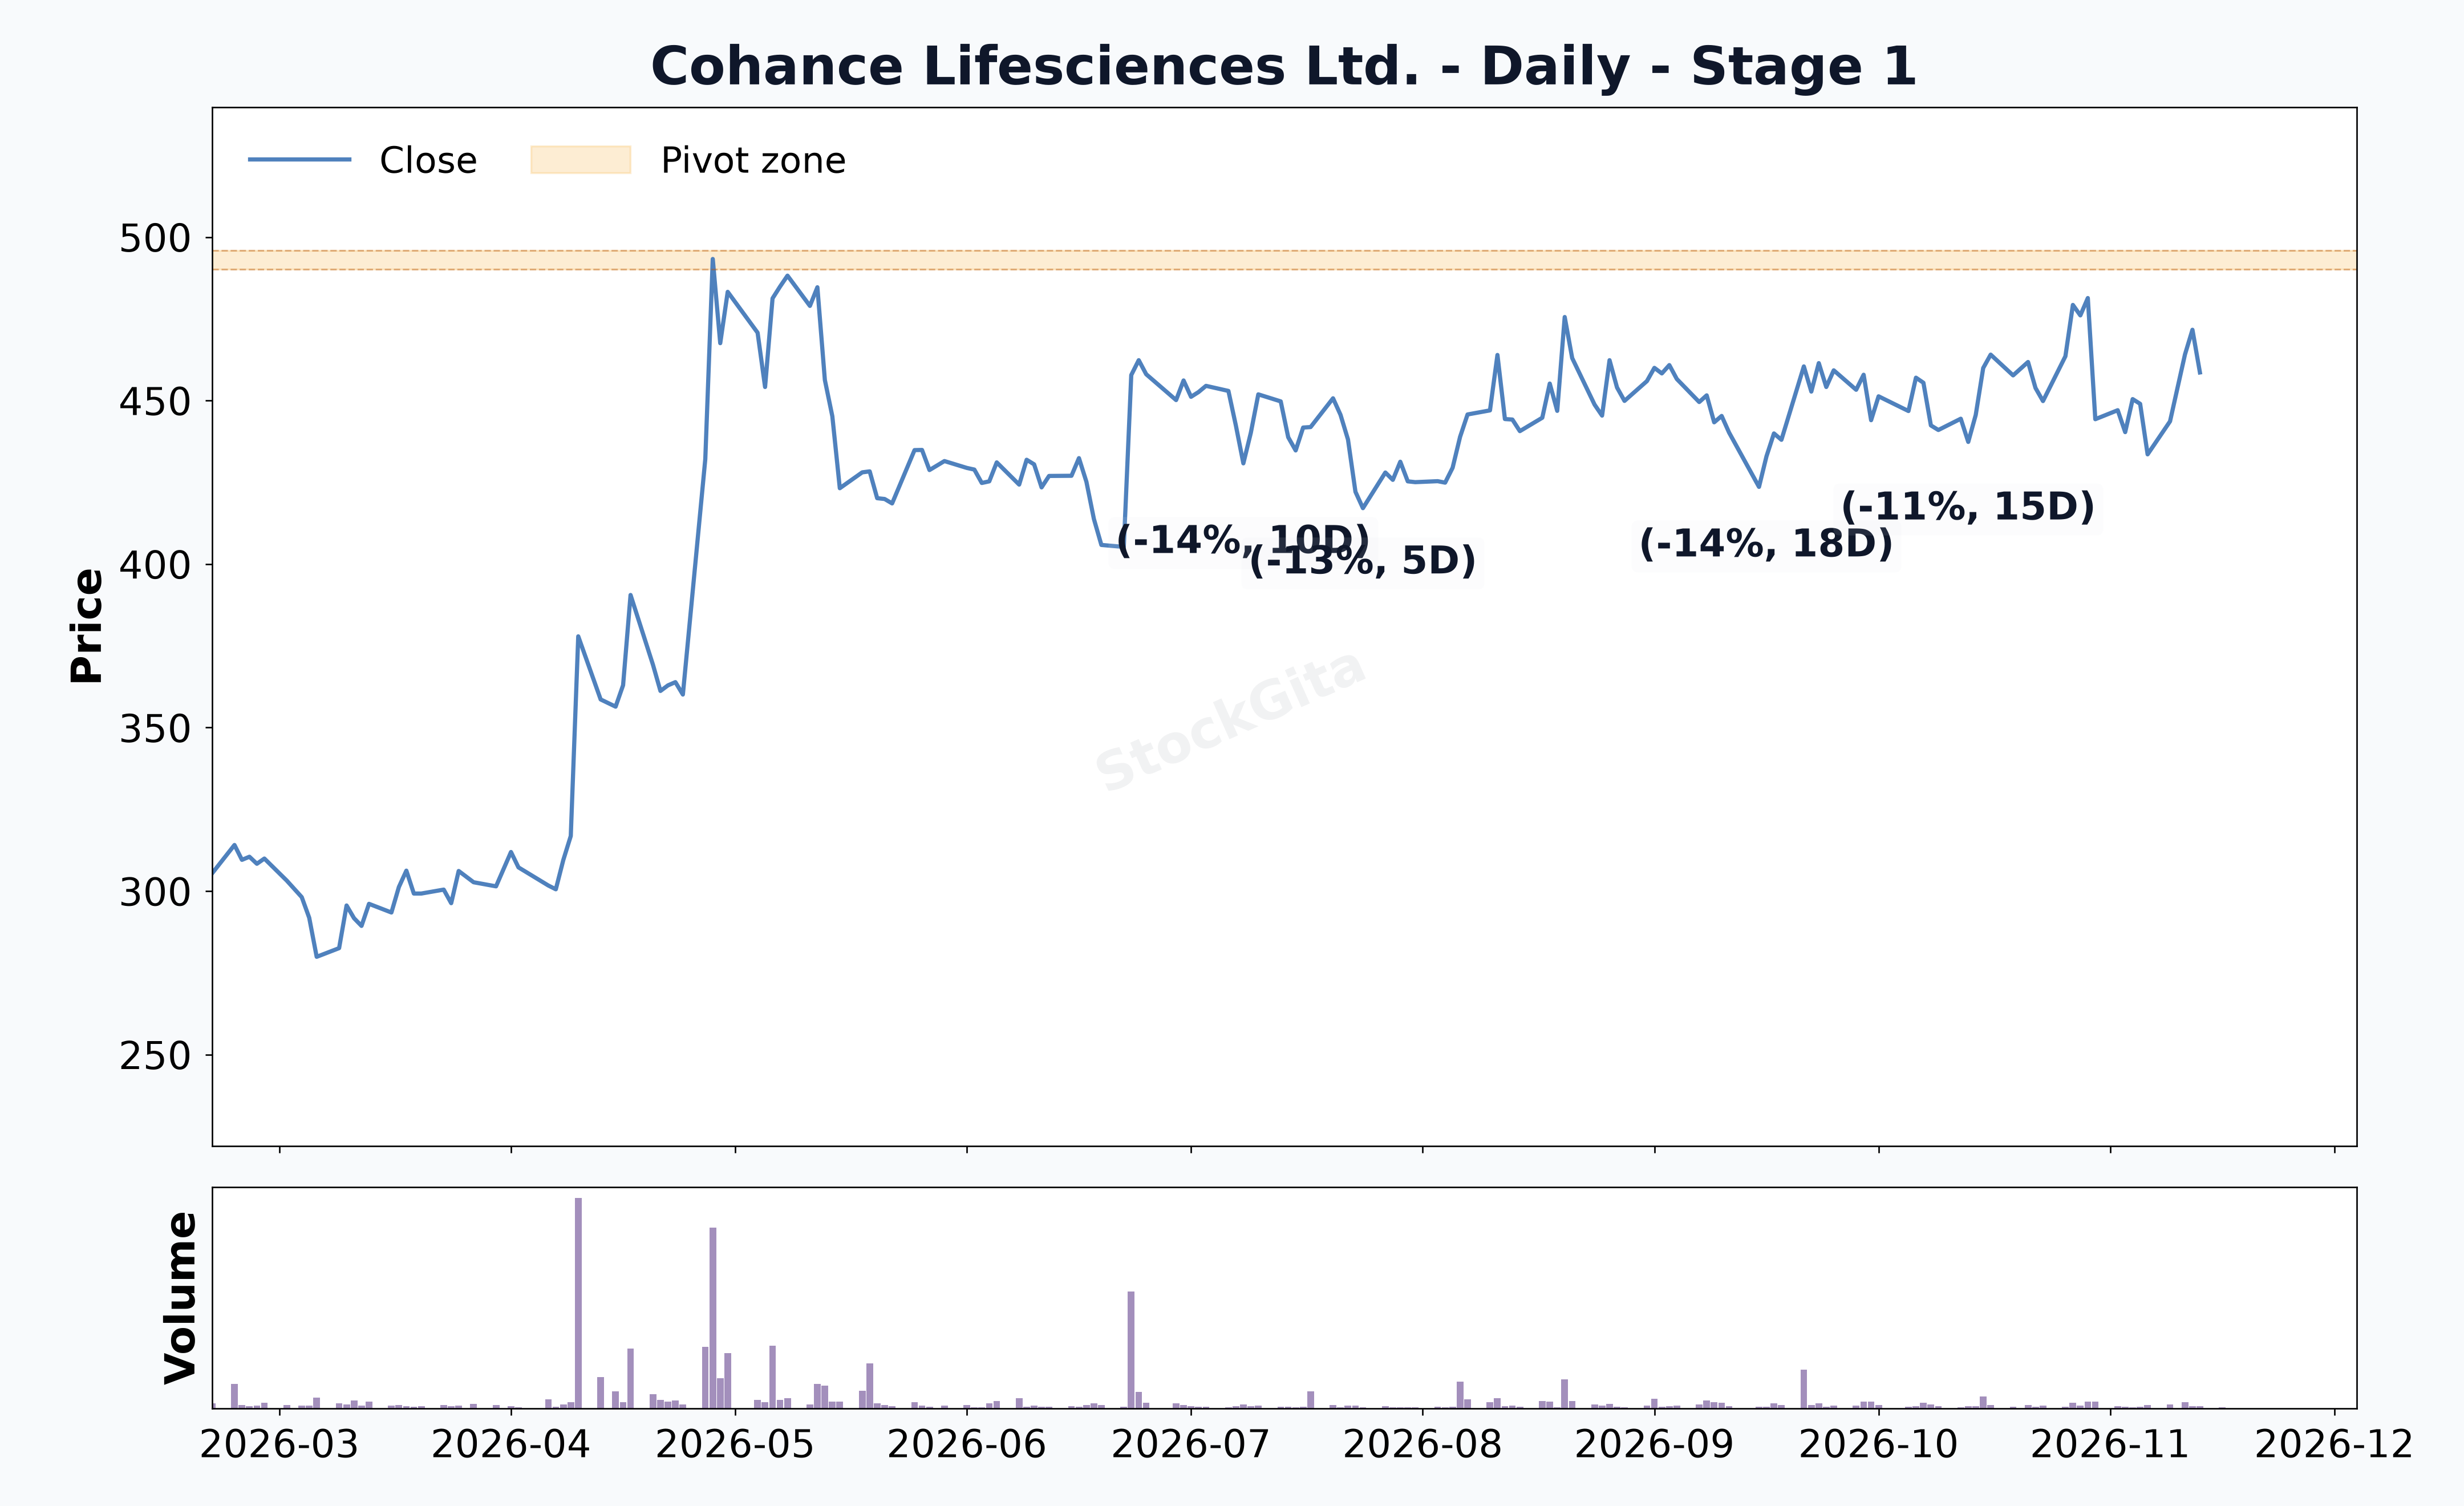 Cohance Lifesciences Ltd. - Daily - Stage 1
Close
Pivot zone
500
450
400
350
300
250
Price
(-14%, 10D)
(-13%, 5D)
(-14%, 18D)
(-11%, 15D)
StockGita
Volume
2026-03
2026-04
2026-05
2026-06
2026-07
2026-08
2026-09
2026-10
2026-11
2026-12